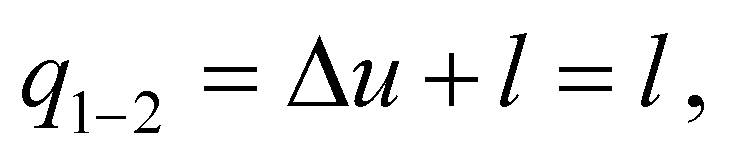 q₁₋₂ = Δu + l = l,